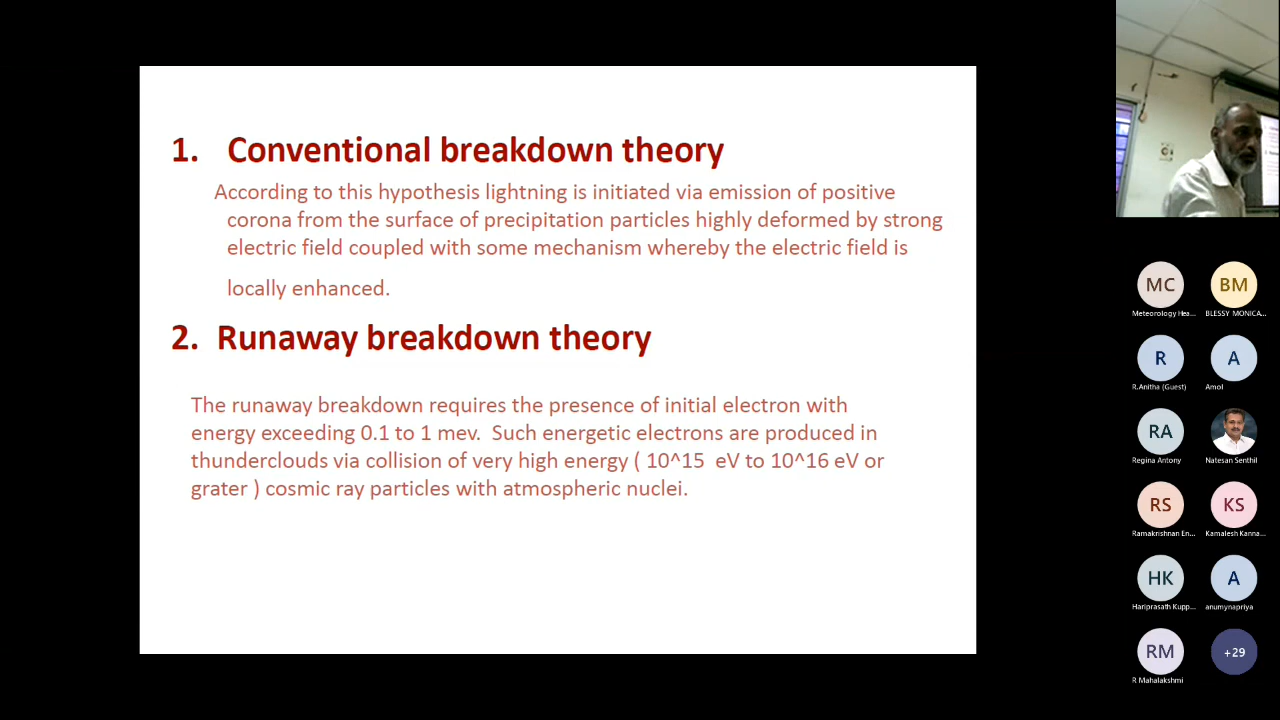 1. Conventional breakdown theory
According to this hypothesis lightning is initiated via emission of positive
corona from the surface of precipitation particles highly deformed by strong
electric field coupled with some mechanism whereby the electric field is
locally enhanced.
2. Runaway breakdown theory
The runaway breakdown requires the presence of initial electron with
energy exceeding 0.1 to 1 mev. Such energetic electrons are produced in
thunderclouds via collision of very high energy ( 10^15 eV to 10^16 eV or
grater ) cosmic ray particles with atmospheric nuclei.
MC
Meteorology Hea...
BM
BLESSY MONICA...
R
R.Anitha (Guest)
A
Amol
RA
Regina Antony
Natesan Senthil
RS
Ramakrishnan En...
KS
Kamalesh Kanna...
HK
Hariprasath Kupp...
A
anumynapriya
RM
R Mahalakshmi
+29